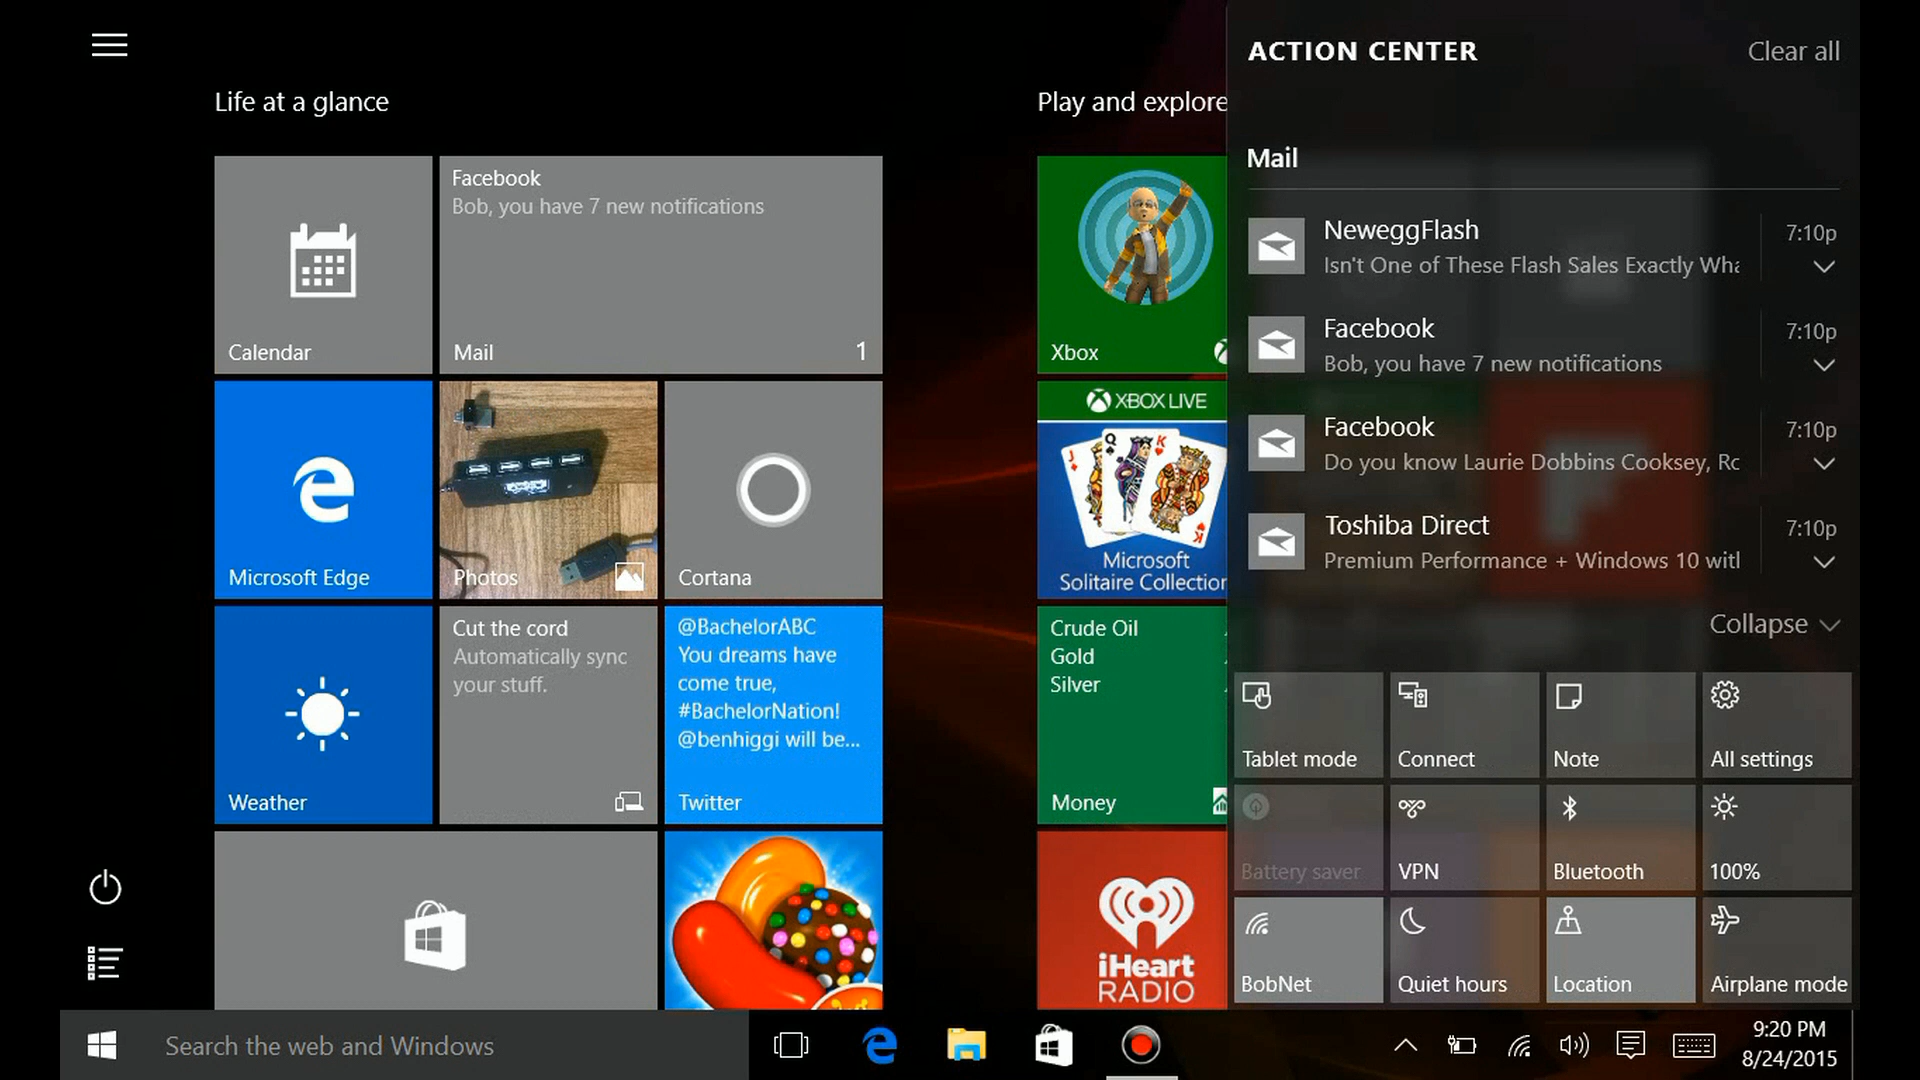 Life at a glance
Play and explore
Calendar
Facebook
Bob, you have 7 new notifications
Mail
1
Microsoft Edge
Photos
Cortana
Weather
Cut the cord
Automatically sync
your stuff.
@BachelorABC
You dreams have
come true,
#BachelorNation!
@benhiggi will be...
Twitter
Xbox
XBOX LIVE
J
Q
K
K
Microsoft
Solitaire Collection
Crude Oil
Gold
Silver
Money
iHeart
RADIO
ACTION CENTER
Clear all
Mail
NeweggFlash
7:10p
Isn't One of These Flash Sales Exactly Wha
Facebook
7:10p
Bob, you have 7 new notifications
Facebook
7:10p
Do you know Laurie Dobbins Cooksey, Rc
Toshiba Direct
7:10p
Premium Performance + Windows 10 with
Collapse
Tablet mode
Connect
Note
All settings
Battery saver
VPN
Bluetooth
100%
BobNet
Quiet hours
Location
Airplane mode
Search the web and Windows
9:20 PM
8/24/2015